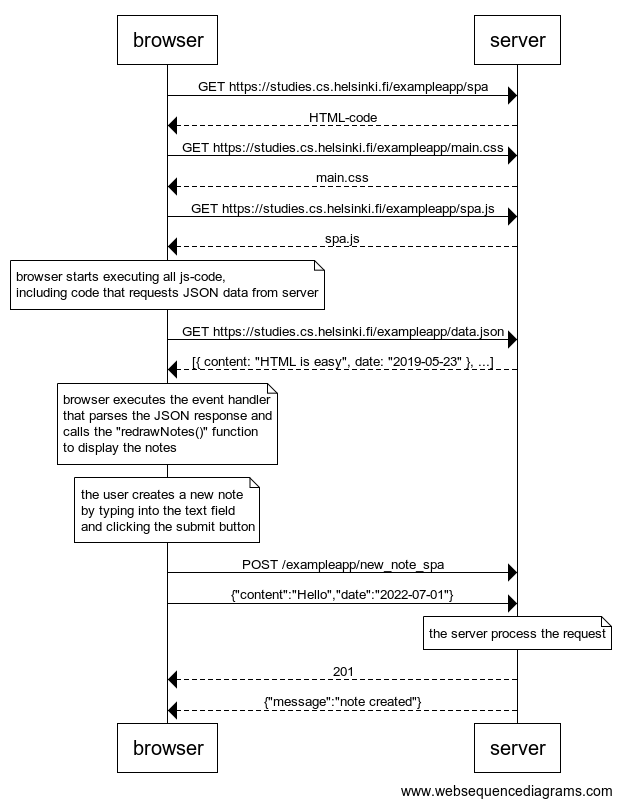 browser server
GET https://studies.cs.helsinki.fi/exampleapp/spa
HTML-code
GET https://studies.cs.helsinki.fi/exampleapp/main.css
main.css
GET https://studies.cs.helsinki.fi/exampleapp/spa.js
spa.js
browser starts executing all js-code,
including code that requests JSON data from server
GET https://studies.cs.helsinki.fi/exampleapp/data.json
[{ content: "HTML is easy", date: "2019-05-23" }, ...]
browser executes the event handler
that parses the JSON response and
calls the "redrawNotes()" function
to display the notes
the user creates a new note
by typing into the text field
and clicking the submit button
POST /exampleapp/new_note_spa
{"content":"Hello","date":"2022-07-01"}
the server process the request
201
{"message":"note created"}
browser server
www.websequencediagrams.com